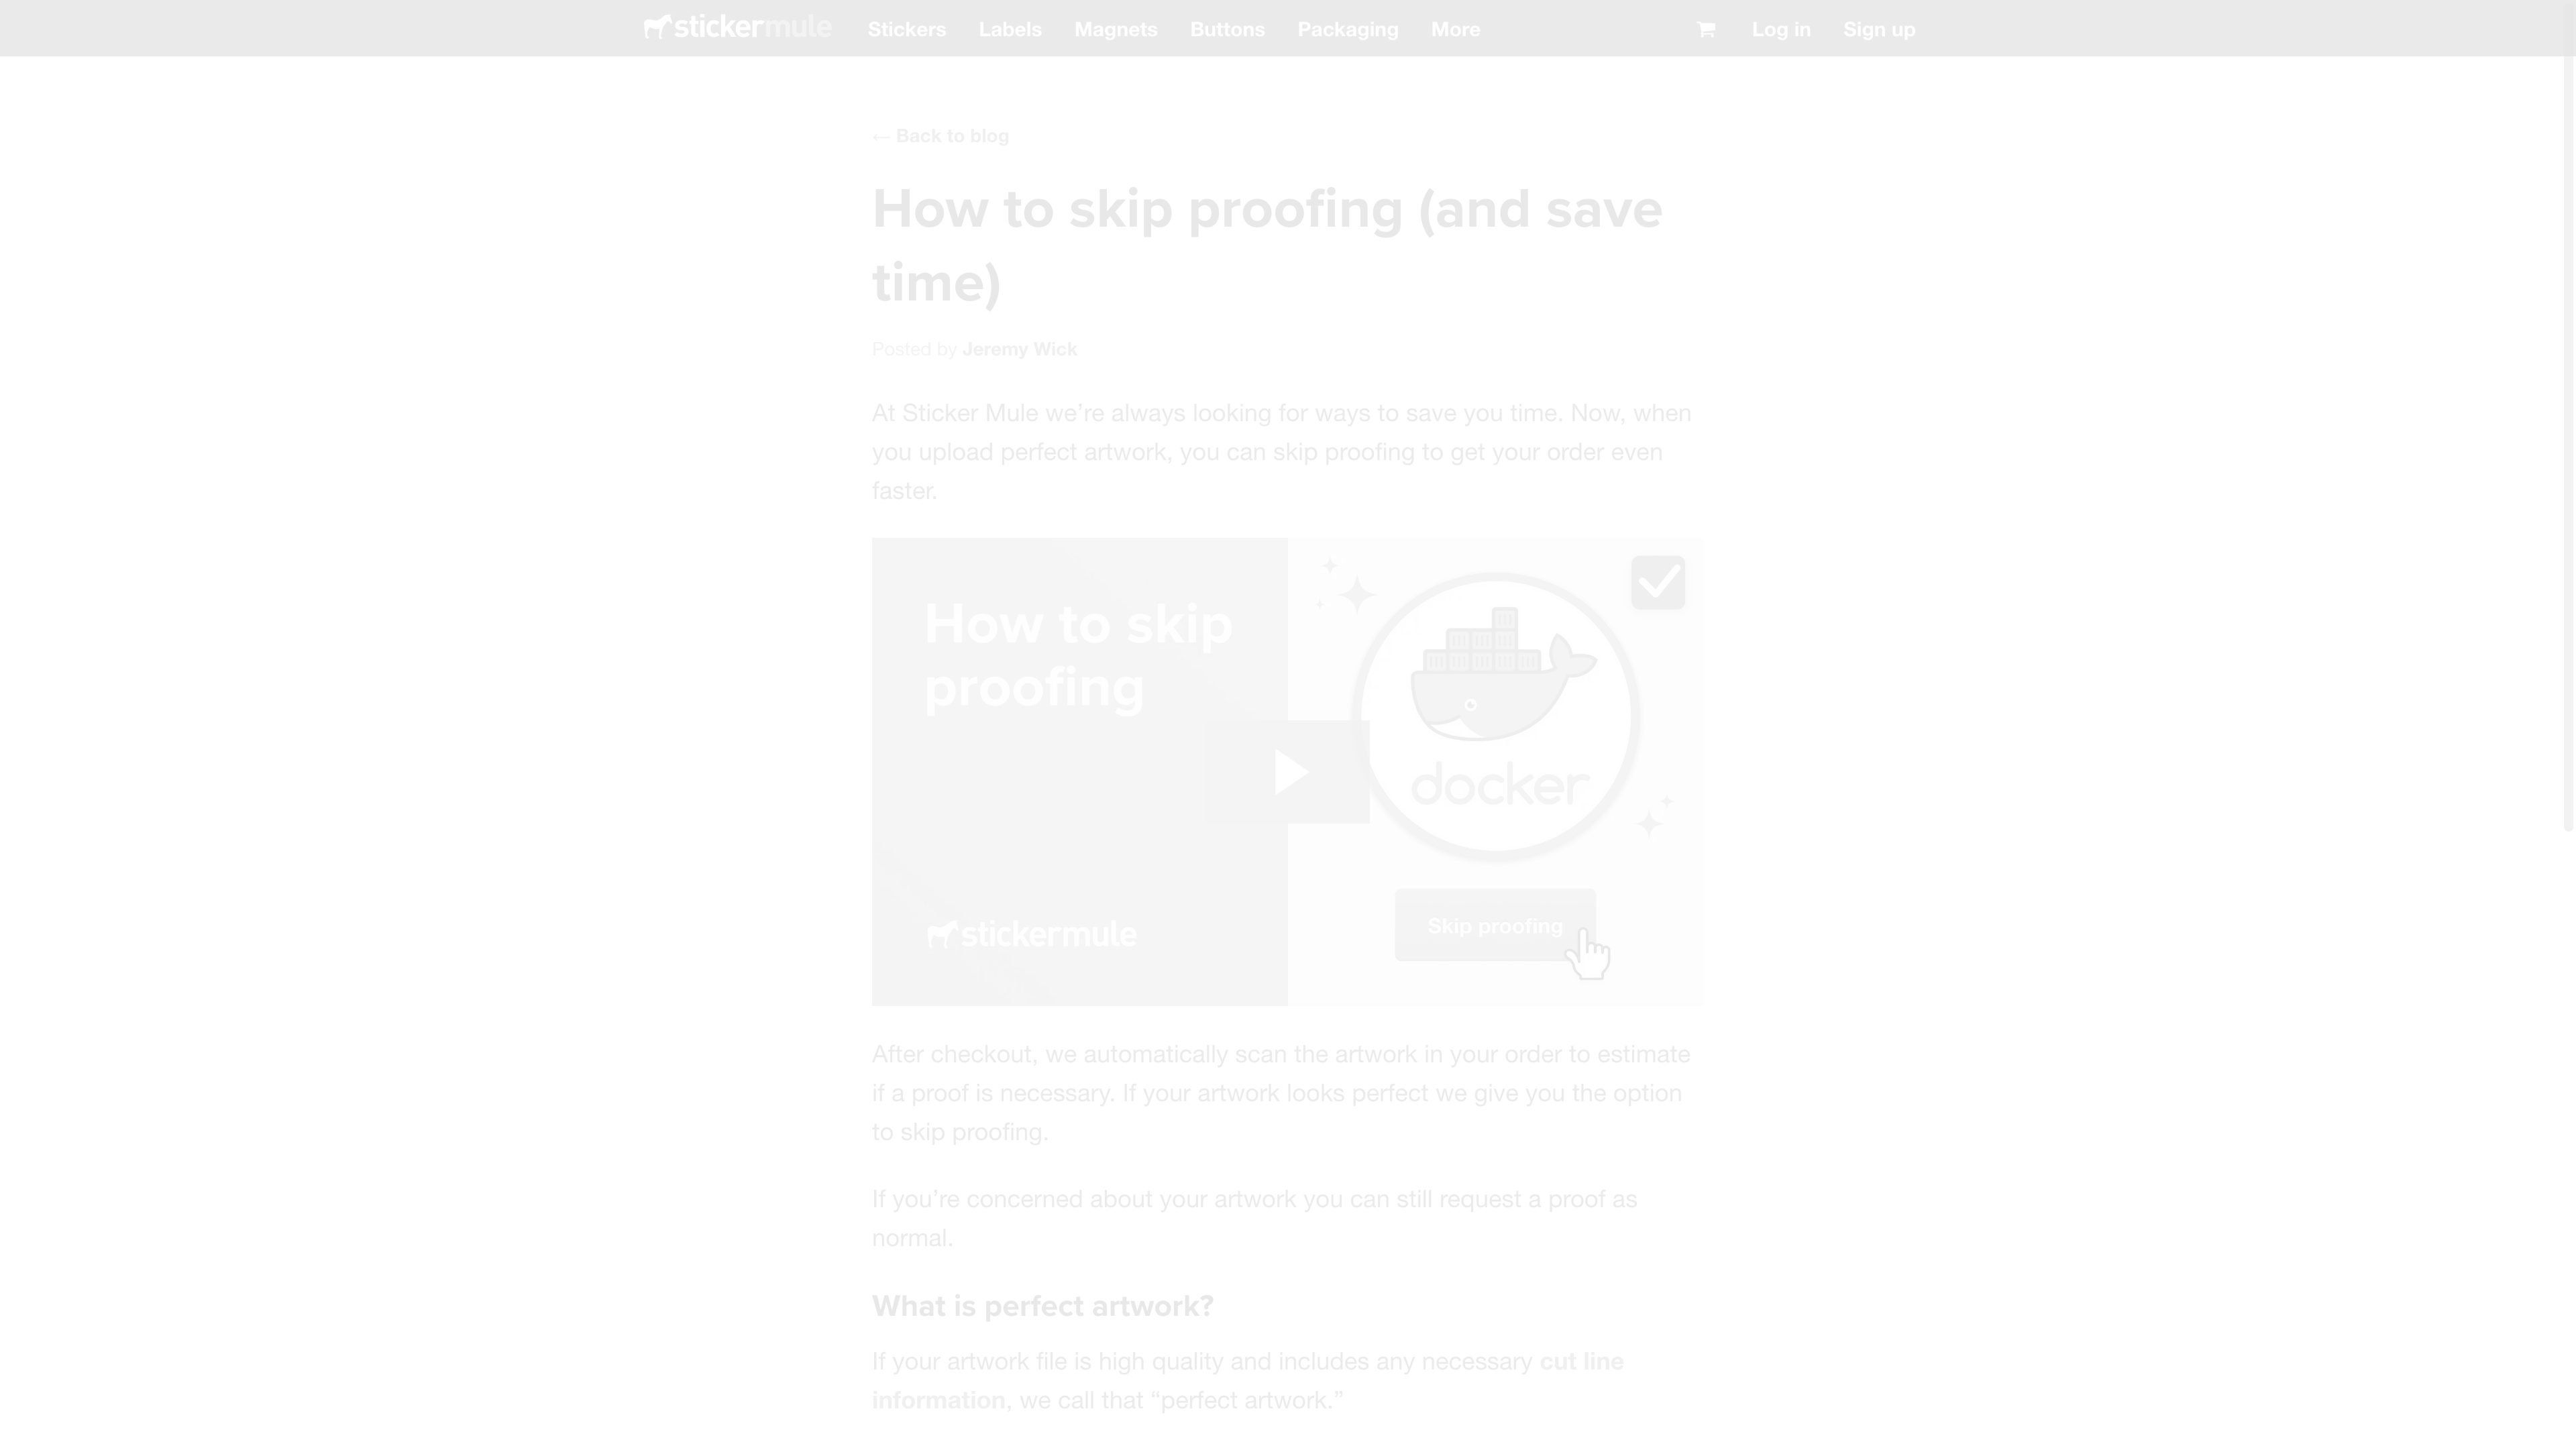 stickermule Stickers Labels Magnets Buttons Packaging More Log in Sign up
← Back to blog
How to skip proofing (and save
time)
Posted by Jeremy Wick
At Sticker Mule we’re always looking for ways to save you time. Now, when
you upload perfect artwork, you can skip proofing to get your order even
faster.
How to skip
proofing
docker
Skip proofing
stickermule
After checkout, we automatically scan the artwork in your order to estimate
if a proof is necessary. If your artwork looks perfect we give you the option
to skip proofing.
If you’re concerned about your artwork you can still request a proof as
normal.
What is perfect artwork?
If your artwork file is high quality and includes any necessary cut line
information, we call that “perfect artwork.”